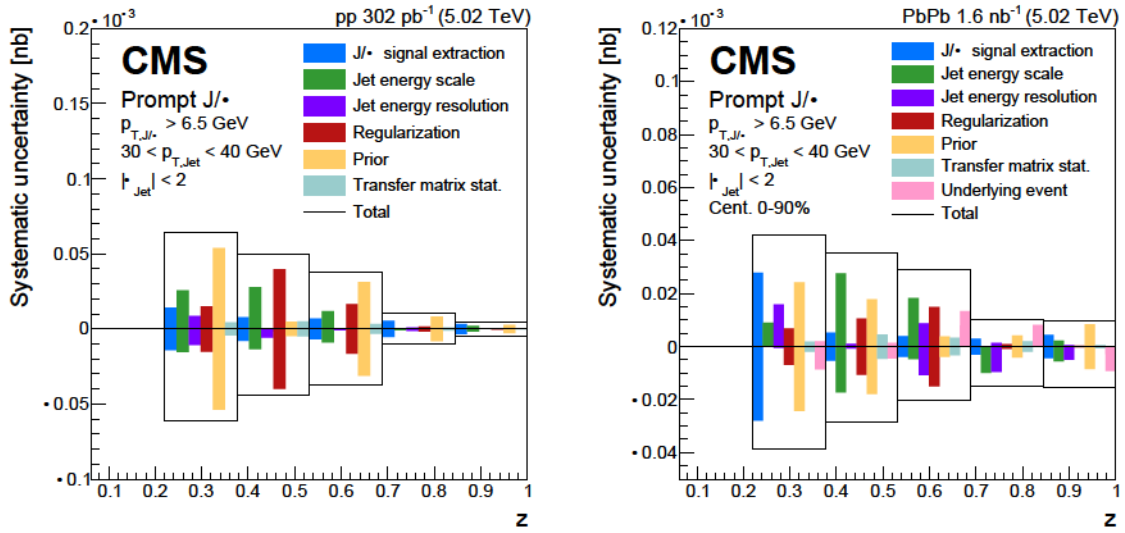 pp 302 pb⁻¹ (5.02 TeV)
•10⁻³
Systematic uncertainty [nb]
0.2
0.15
0.1
0.05
0
•0.05
•0.1
CMS
Prompt J/•
p_T,J/• > 6.5 GeV
30 < p_T,Jet < 40 GeV
|•_Jet| < 2
J/• signal extraction
Jet energy scale
Jet energy resolution
Regularization
Prior
Transfer matrix stat.
Total
0.1 0.2 0.3 0.4 0.5 0.6 0.7 0.8 0.9 1
z
PbPb 1.6 nb⁻¹ (5.02 TeV)
•10⁻³
Systematic uncertainty [nb]
0.12
0.1
0.08
0.06
0.04
0.02
0
•0.02
•0.04
CMS
Prompt J/•
p_T,J/• > 6.5 GeV
30 < p_T,Jet < 40 GeV
|•_Jet| < 2
Cent. 0-90%
J/• signal extraction
Jet energy scale
Jet energy resolution
Regularization
Prior
Transfer matrix stat.
Underlying event
Total
0.1 0.2 0.3 0.4 0.5 0.6 0.7 0.8 0.9 1
z